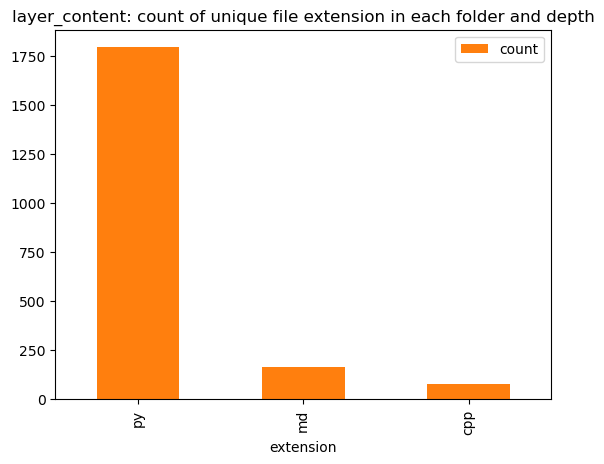 layer_content: count of unique file extension in each folder and depth
count
1750
1500
1250
1000
750
500
250
0
py
md
cpp
extension